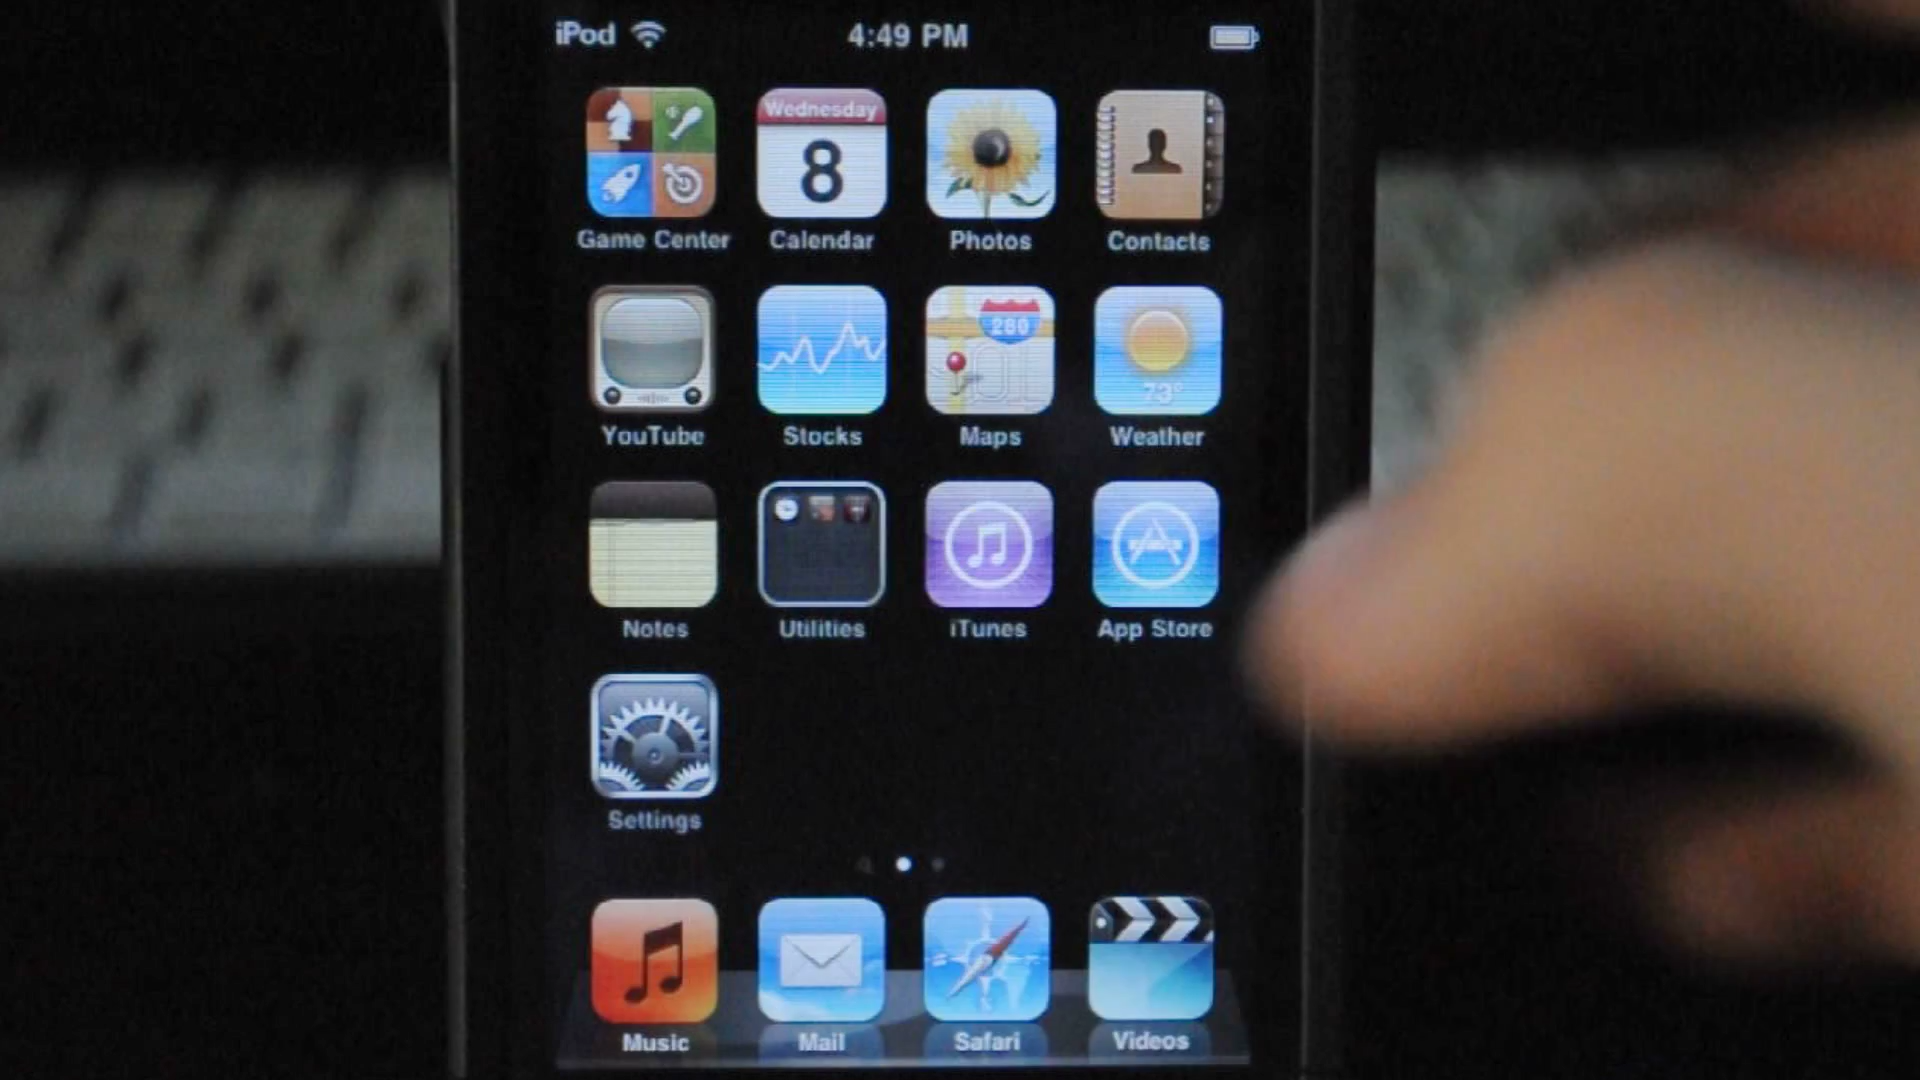 iPod 4:49 PM
Wednesday
8
Game Center Calendar Photos Contacts
280
73°
YouTube Stocks Maps Weather
Notes Utilities iTunes App Store
Settings
Music Mail Safari Videos